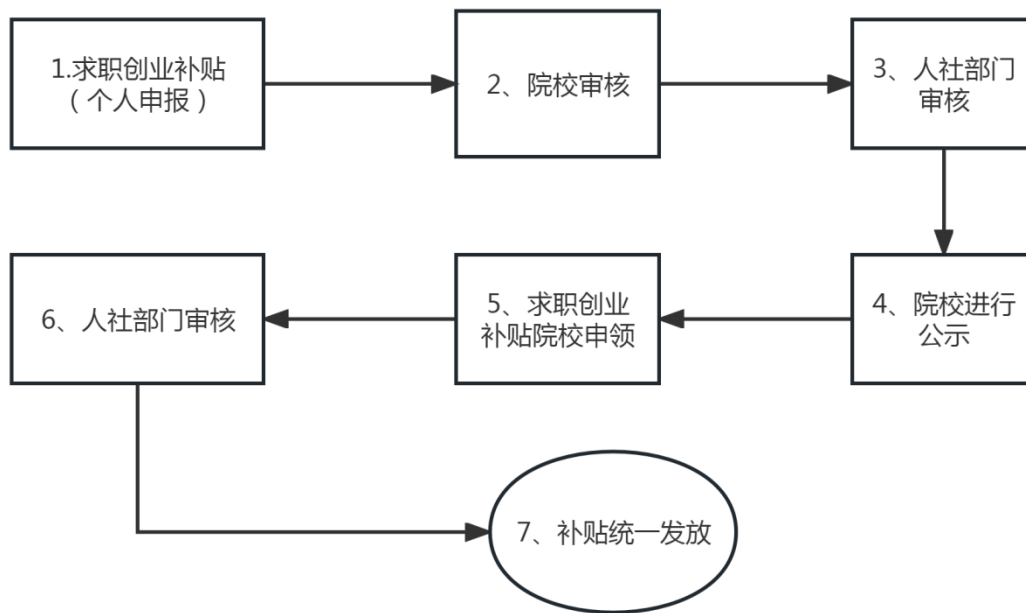 1.求职创业补贴
（个人申报）
2、院校审核
3、人社部门
审核
4、院校进行
公示
5、求职创业
补贴院校申领
6、人社部门审核
7、补贴统一发放